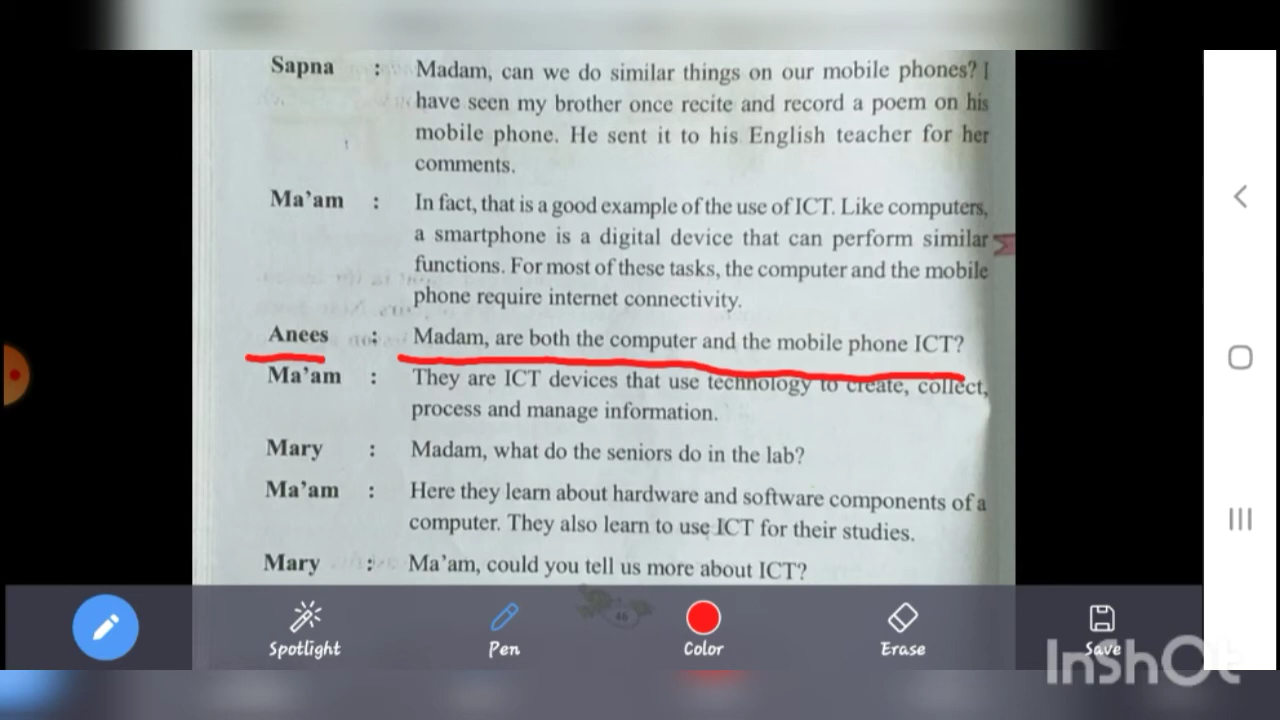 Sapna : Madam, can we do similar things on our mobile phones? I
have seen my brother once recite and record a poem on his
mobile phone. He sent it to his English teacher for her
comments.
Ma'am : In fact, that is a good example of the use of ICT. Like computers,
a smartphone is a digital device that can perform similar
functions. For most of these tasks, the computer and the mobile
phone require internet connectivity.
Anees : Madam, are both the computer and the mobile phone ICT?
Ma'am : They are ICT devices that use technology to create, collect,
process and manage information.
Mary : Madam, what do the seniors do in the lab?
Ma'am : Here they learn about hardware and software components of a
computer. They also learn to use ICT for their studies.
Mary : Ma'am, could you tell us more about ICT?
46
Spotlight Pen Color Erase Save
InShOt